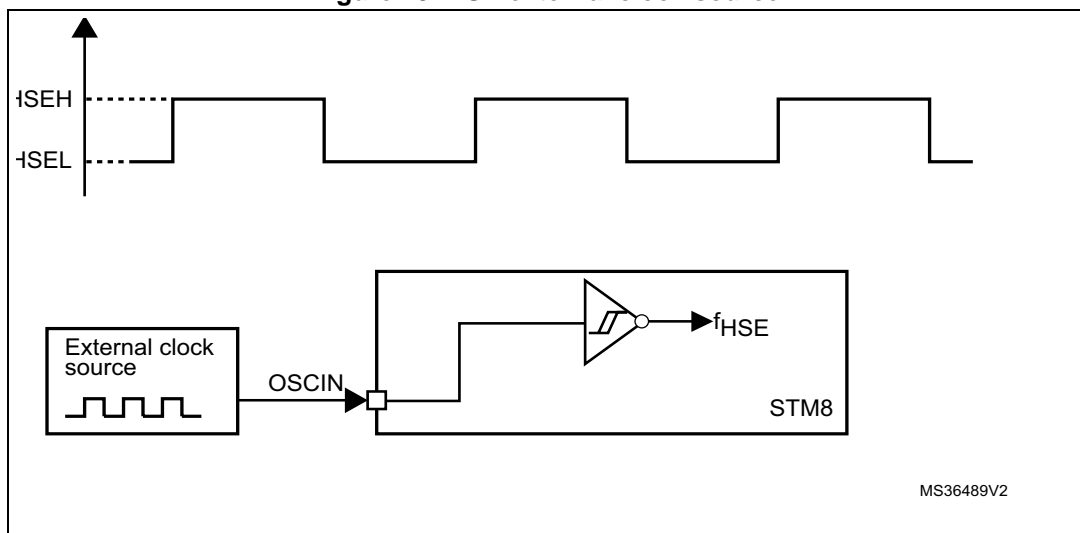 HSEH
HSEL
External clock
source
OSCIN
fHSE
STM8
MS36489V2